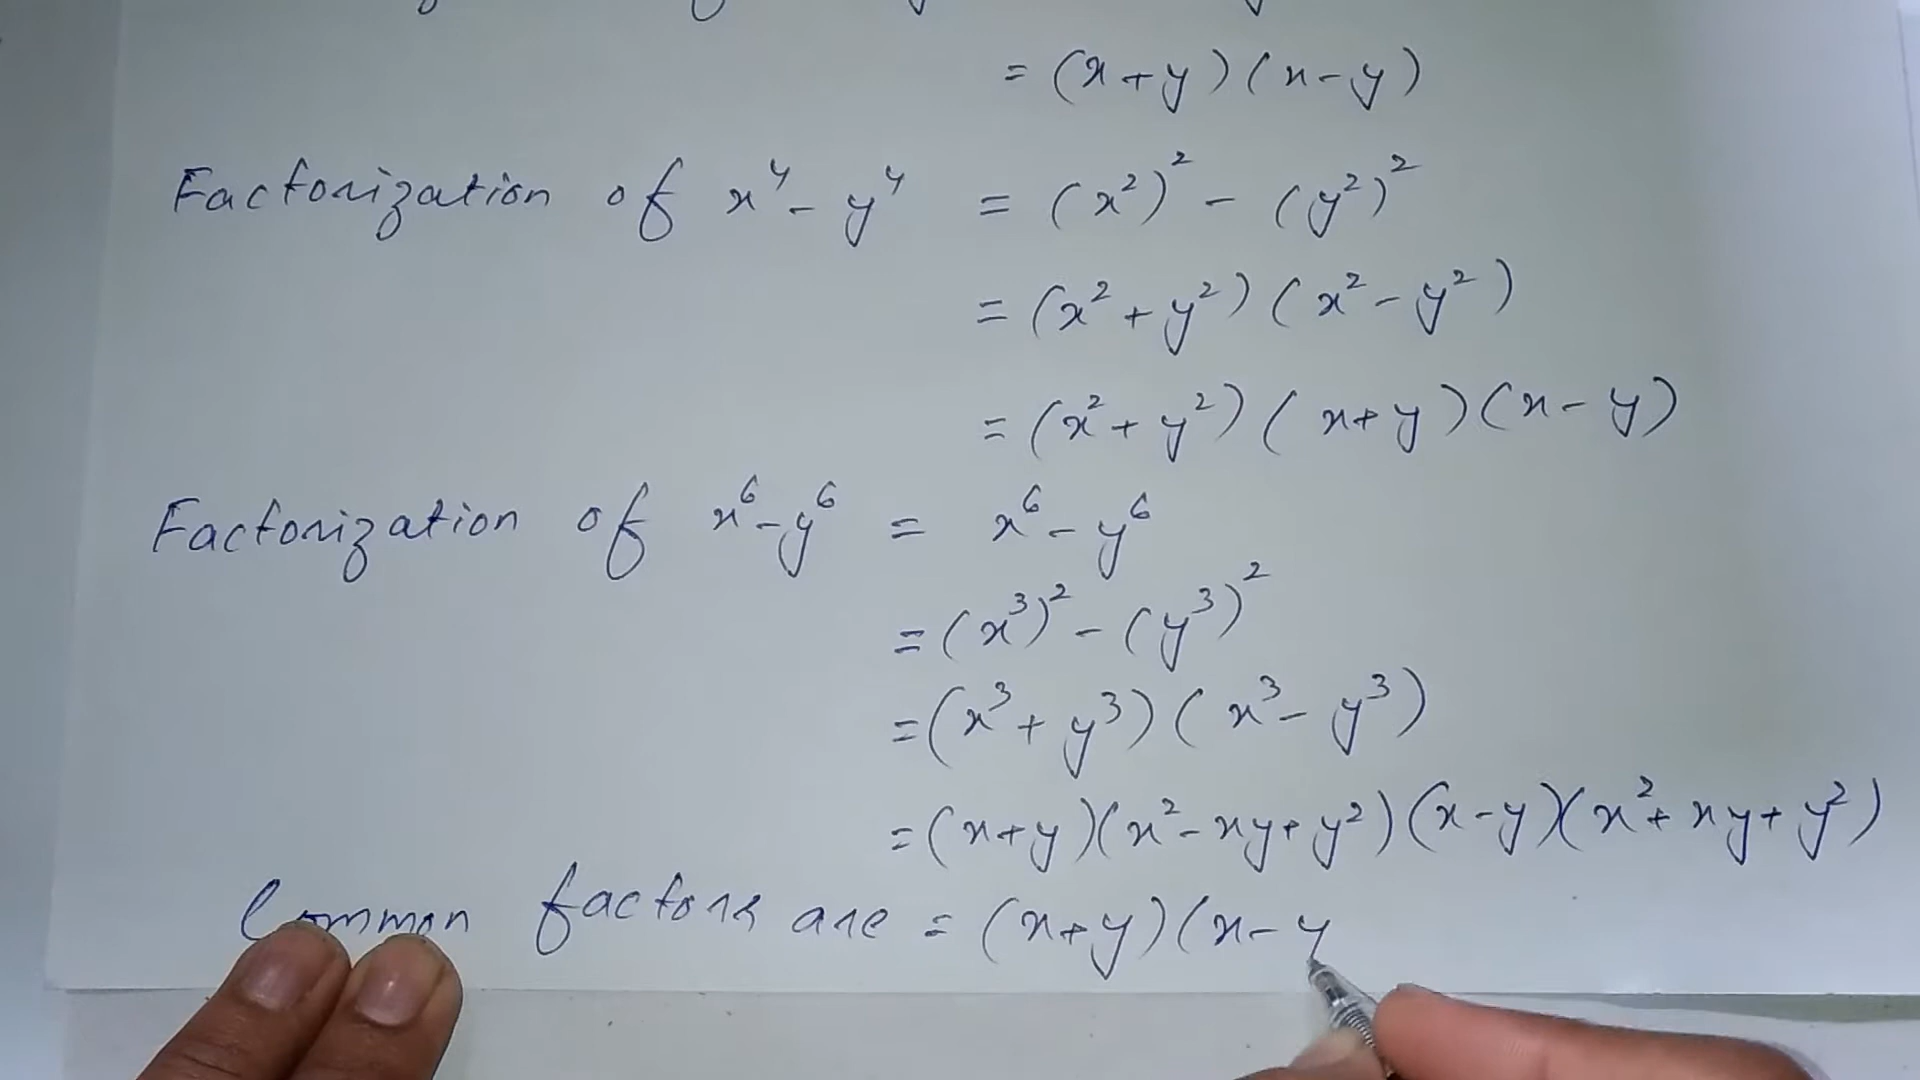 = (x+y)(x-y)
Factorization of x⁴ - y⁴ = (x²)² - (y²)²
= (x² + y²)(x² - y²)
= (x² + y²)(x+y)(x-y)
Factorization of x⁶ - y⁶ = x⁶ - y⁶
= (x³)² - (y³)²
= (x³ + y³)(x³ - y³)
= (x+y)(x² - xy + y²)(x-y)(x² + xy + y²)
Common factors are = (x+y)(x-y